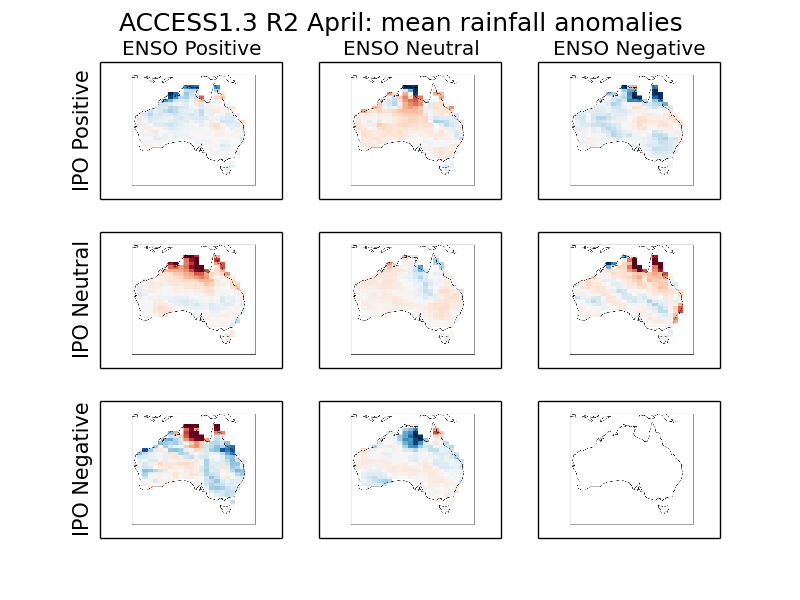 ACCESS1.3 R2 April: mean rainfall anomalies
ENSO Positive
ENSO Neutral
ENSO Negative
IPO Positive
IPO Neutral
IPO Negative